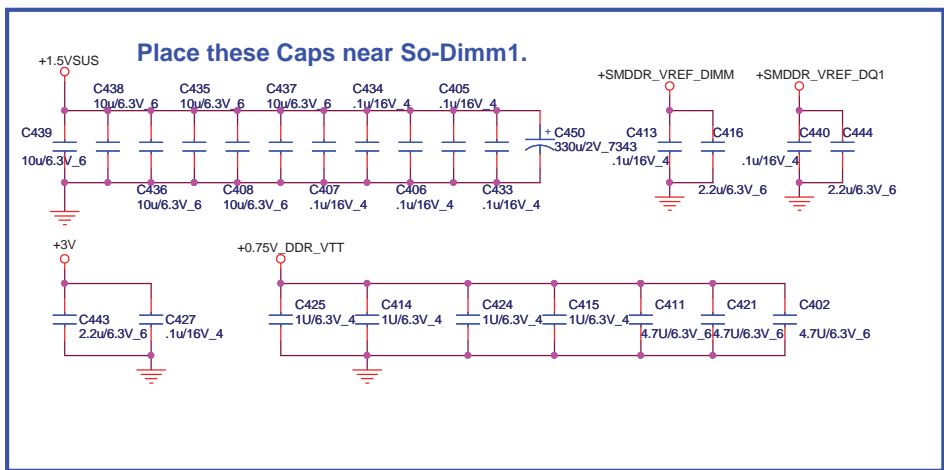 Place these Caps near So-Dimm1.
+1.5VSUS
C438
10u/6.3V_6
C435
10u/6.3V_6
C437
10u/6.3V_6
C434
.1u/16V_4
C405
.1u/16V_4
C439
10u/6.3V_6
+ C450
330u/2V_7343
C436
10u/6.3V_6
C408
10u/6.3V_6
C407
.1u/16V_4
C406
.1u/16V_4
C433
.1u/16V_4
+SMDDR_VREF_DIMM
C413
.1u/16V_4
C416
2.2u/6.3V_6
+SMDDR_VREF_DQ1
C440
.1u/16V_4
C444
2.2u/6.3V_6
+3V
C443
2.2u/6.3V_6
C427
.1u/16V_4
+0.75V_DDR_VTT
C425
1U/6.3V_4
C414
1U/6.3V_4
C424
1U/6.3V_4
C415
1U/6.3V_4
C411
4.7U/6.3V_6
C421
4.7U/6.3V_6
C402
4.7U/6.3V_6